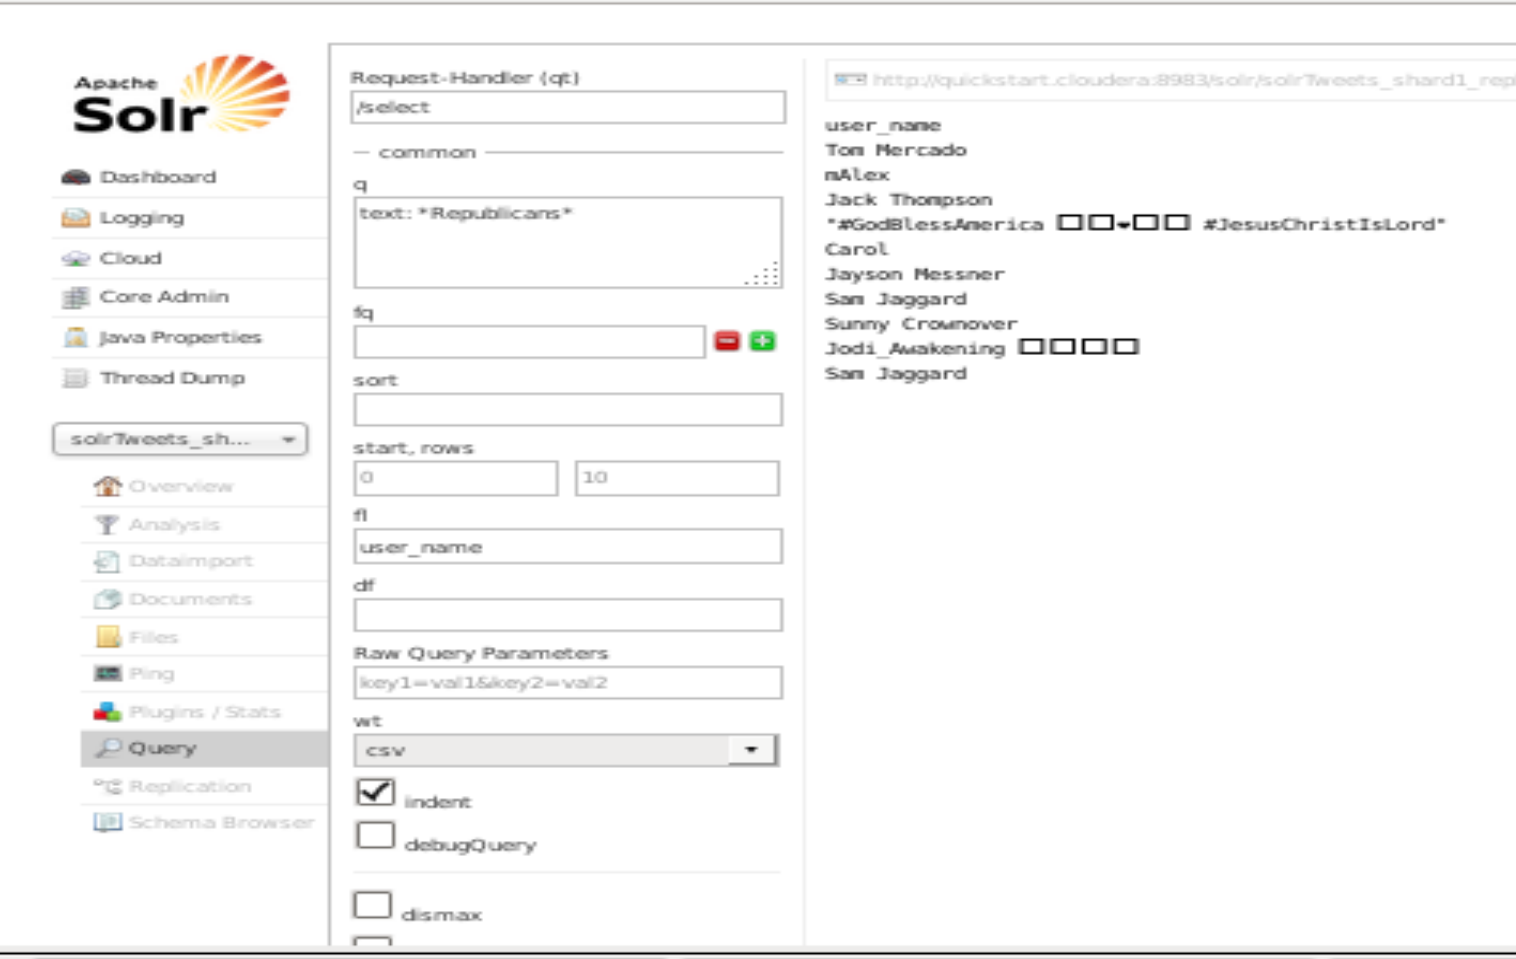 Apache
Solr
Dashboard
Logging
Cloud
Core Admin
Java Properties
Thread Dump
solrTweets_sh...
Overview
Analysis
Dataimport
Documents
Files
Ping
Plugins / Stats
Query
Replication
Schema Browser
Request-Handler (qt)
/select
common
q
text: *Republicans*
fq
sort
start, rows
0 10
fl
user_name
df
Raw Query Parameters
key1=val1&key2=val2
wt
csv
indent
debugQuery
dismax
http://quickstart.cloudera:8983/solr/solrTweets_shard1_rep
user_name
Tom Mercado
mAlex
Jack Thompson
"#GodBlessAmerica □□❤□□ #JesusChristIsLord"
Carol
Jayson Messner
Sam Jaggard
Sunny Crownover
Jodi_Awakening □□□□
Sam Jaggard